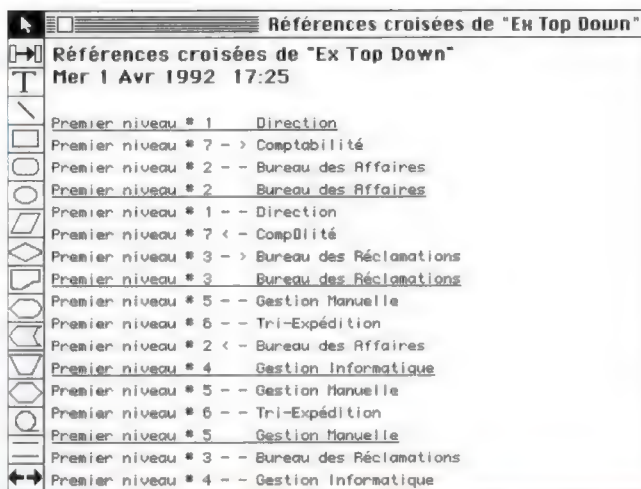 Références croisées de "Ex Top Down"
Références croisées de "Ex Top Down"
Mer 1 Avr 1992 17:25
Premier niveau # 1 Direction
Premier niveau # 7 - > Comptabilité
Premier niveau # 2 - - Bureau des Affaires
Premier niveau # 2 Bureau des Affaires
Premier niveau # 1 - - Direction
Premier niveau # 7 < - Comp0ilité
Premier niveau # 3 - > Bureau des Réclamations
Premier niveau # 3 Bureau des Réclamations
Premier niveau # 5 - - Gestion Manuelle
Premier niveau # 6 - - Tri-Expédition
Premier niveau # 2 < - Bureau des Affaires
Premier niveau # 4 Gestion Informatique
Premier niveau # 5 - - Gestion Manuelle
Premier niveau # 6 - - Tri-Expédition
Premier niveau # 5 Gestion Manuelle
Premier niveau # 3 - - Bureau des Réclamations
Premier niveau # 4 - - Gestion Informatique